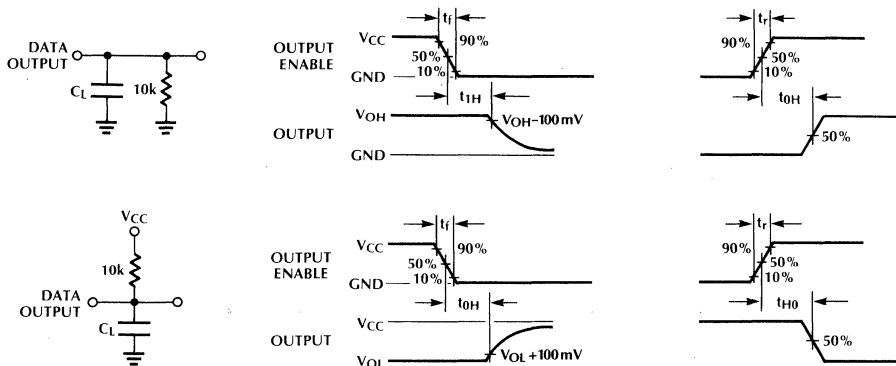 DATA
OUTPUT
CL
10k
OUTPUT
ENABLE
VCC
GND
tf
90%
50%
10%
t1H
OUTPUT
VOH
GND
VOH−100mV
tr
90%
50%
10%
t0H
50%
VCC
10k
DATA
OUTPUT
CL
OUTPUT
ENABLE
VCC
GND
tf
90%
50%
10%
t0H
OUTPUT
VCC
VOL
VOL+100mV
tr
90%
50%
10%
tH0
50%